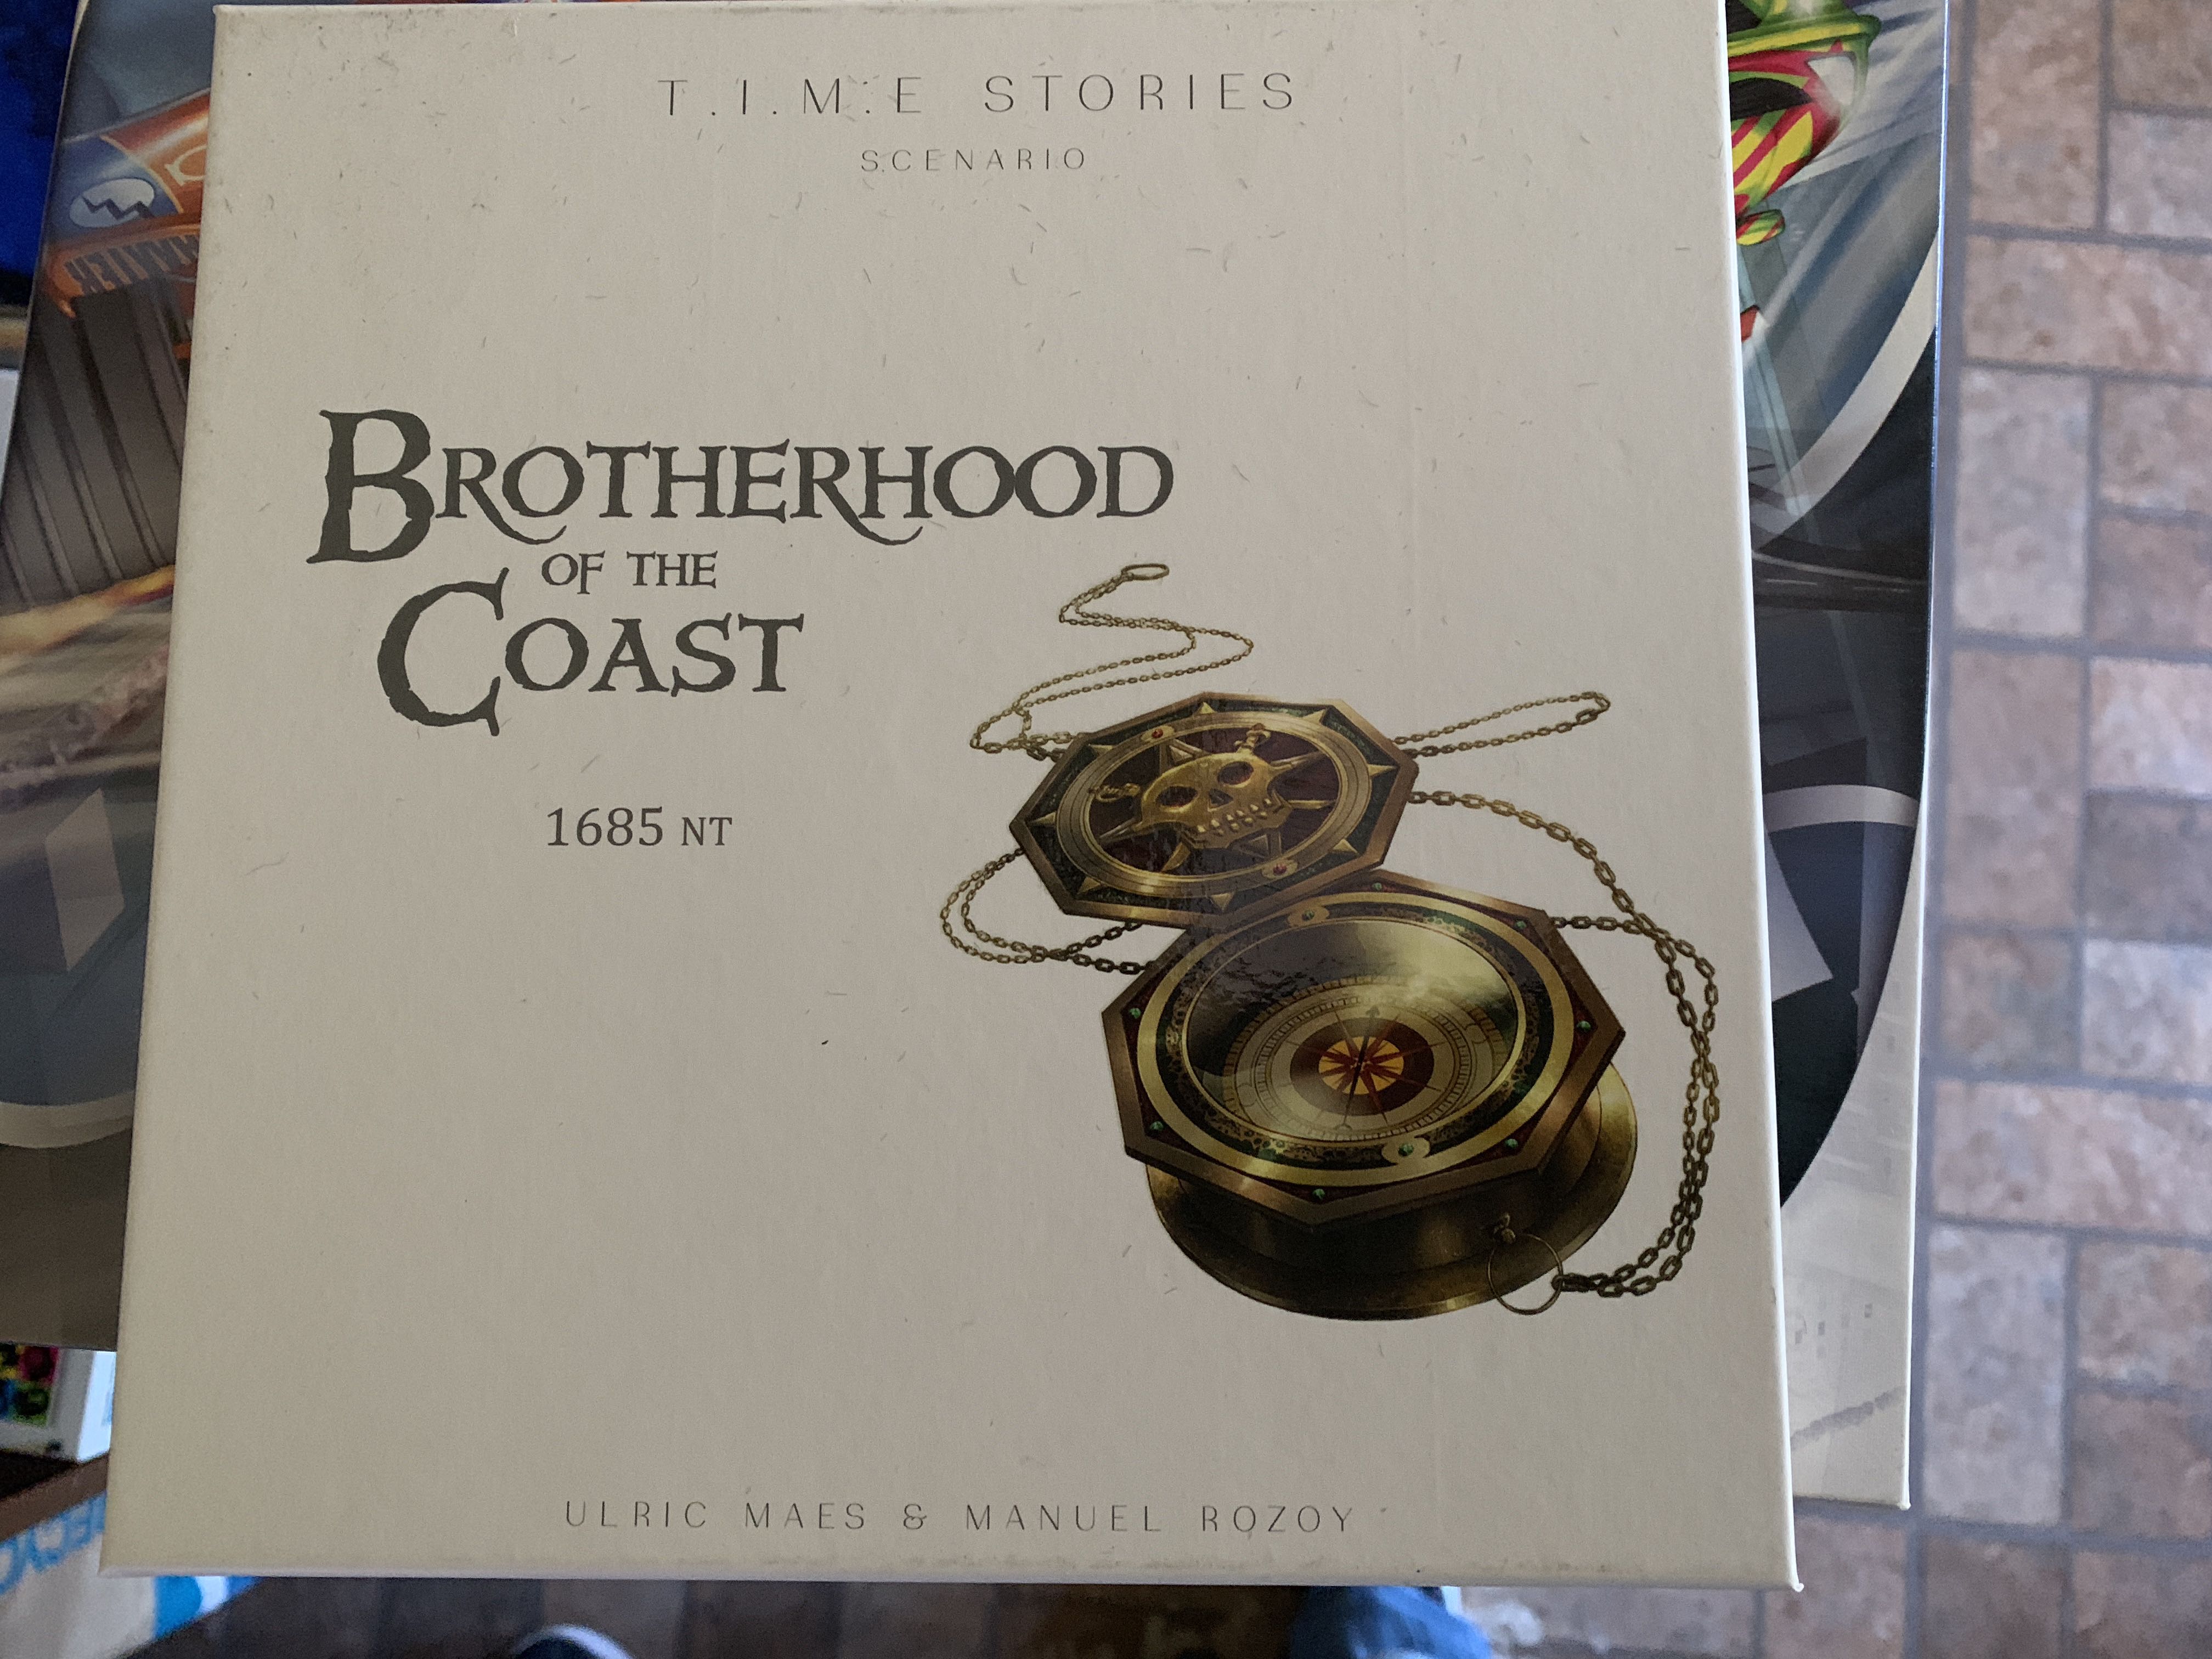 T.I.M.E STORIES
SCENARIO
BROTHERHOOD
OF THE
COAST
1685 NT
ULRIC MAES & MANUEL ROZOY